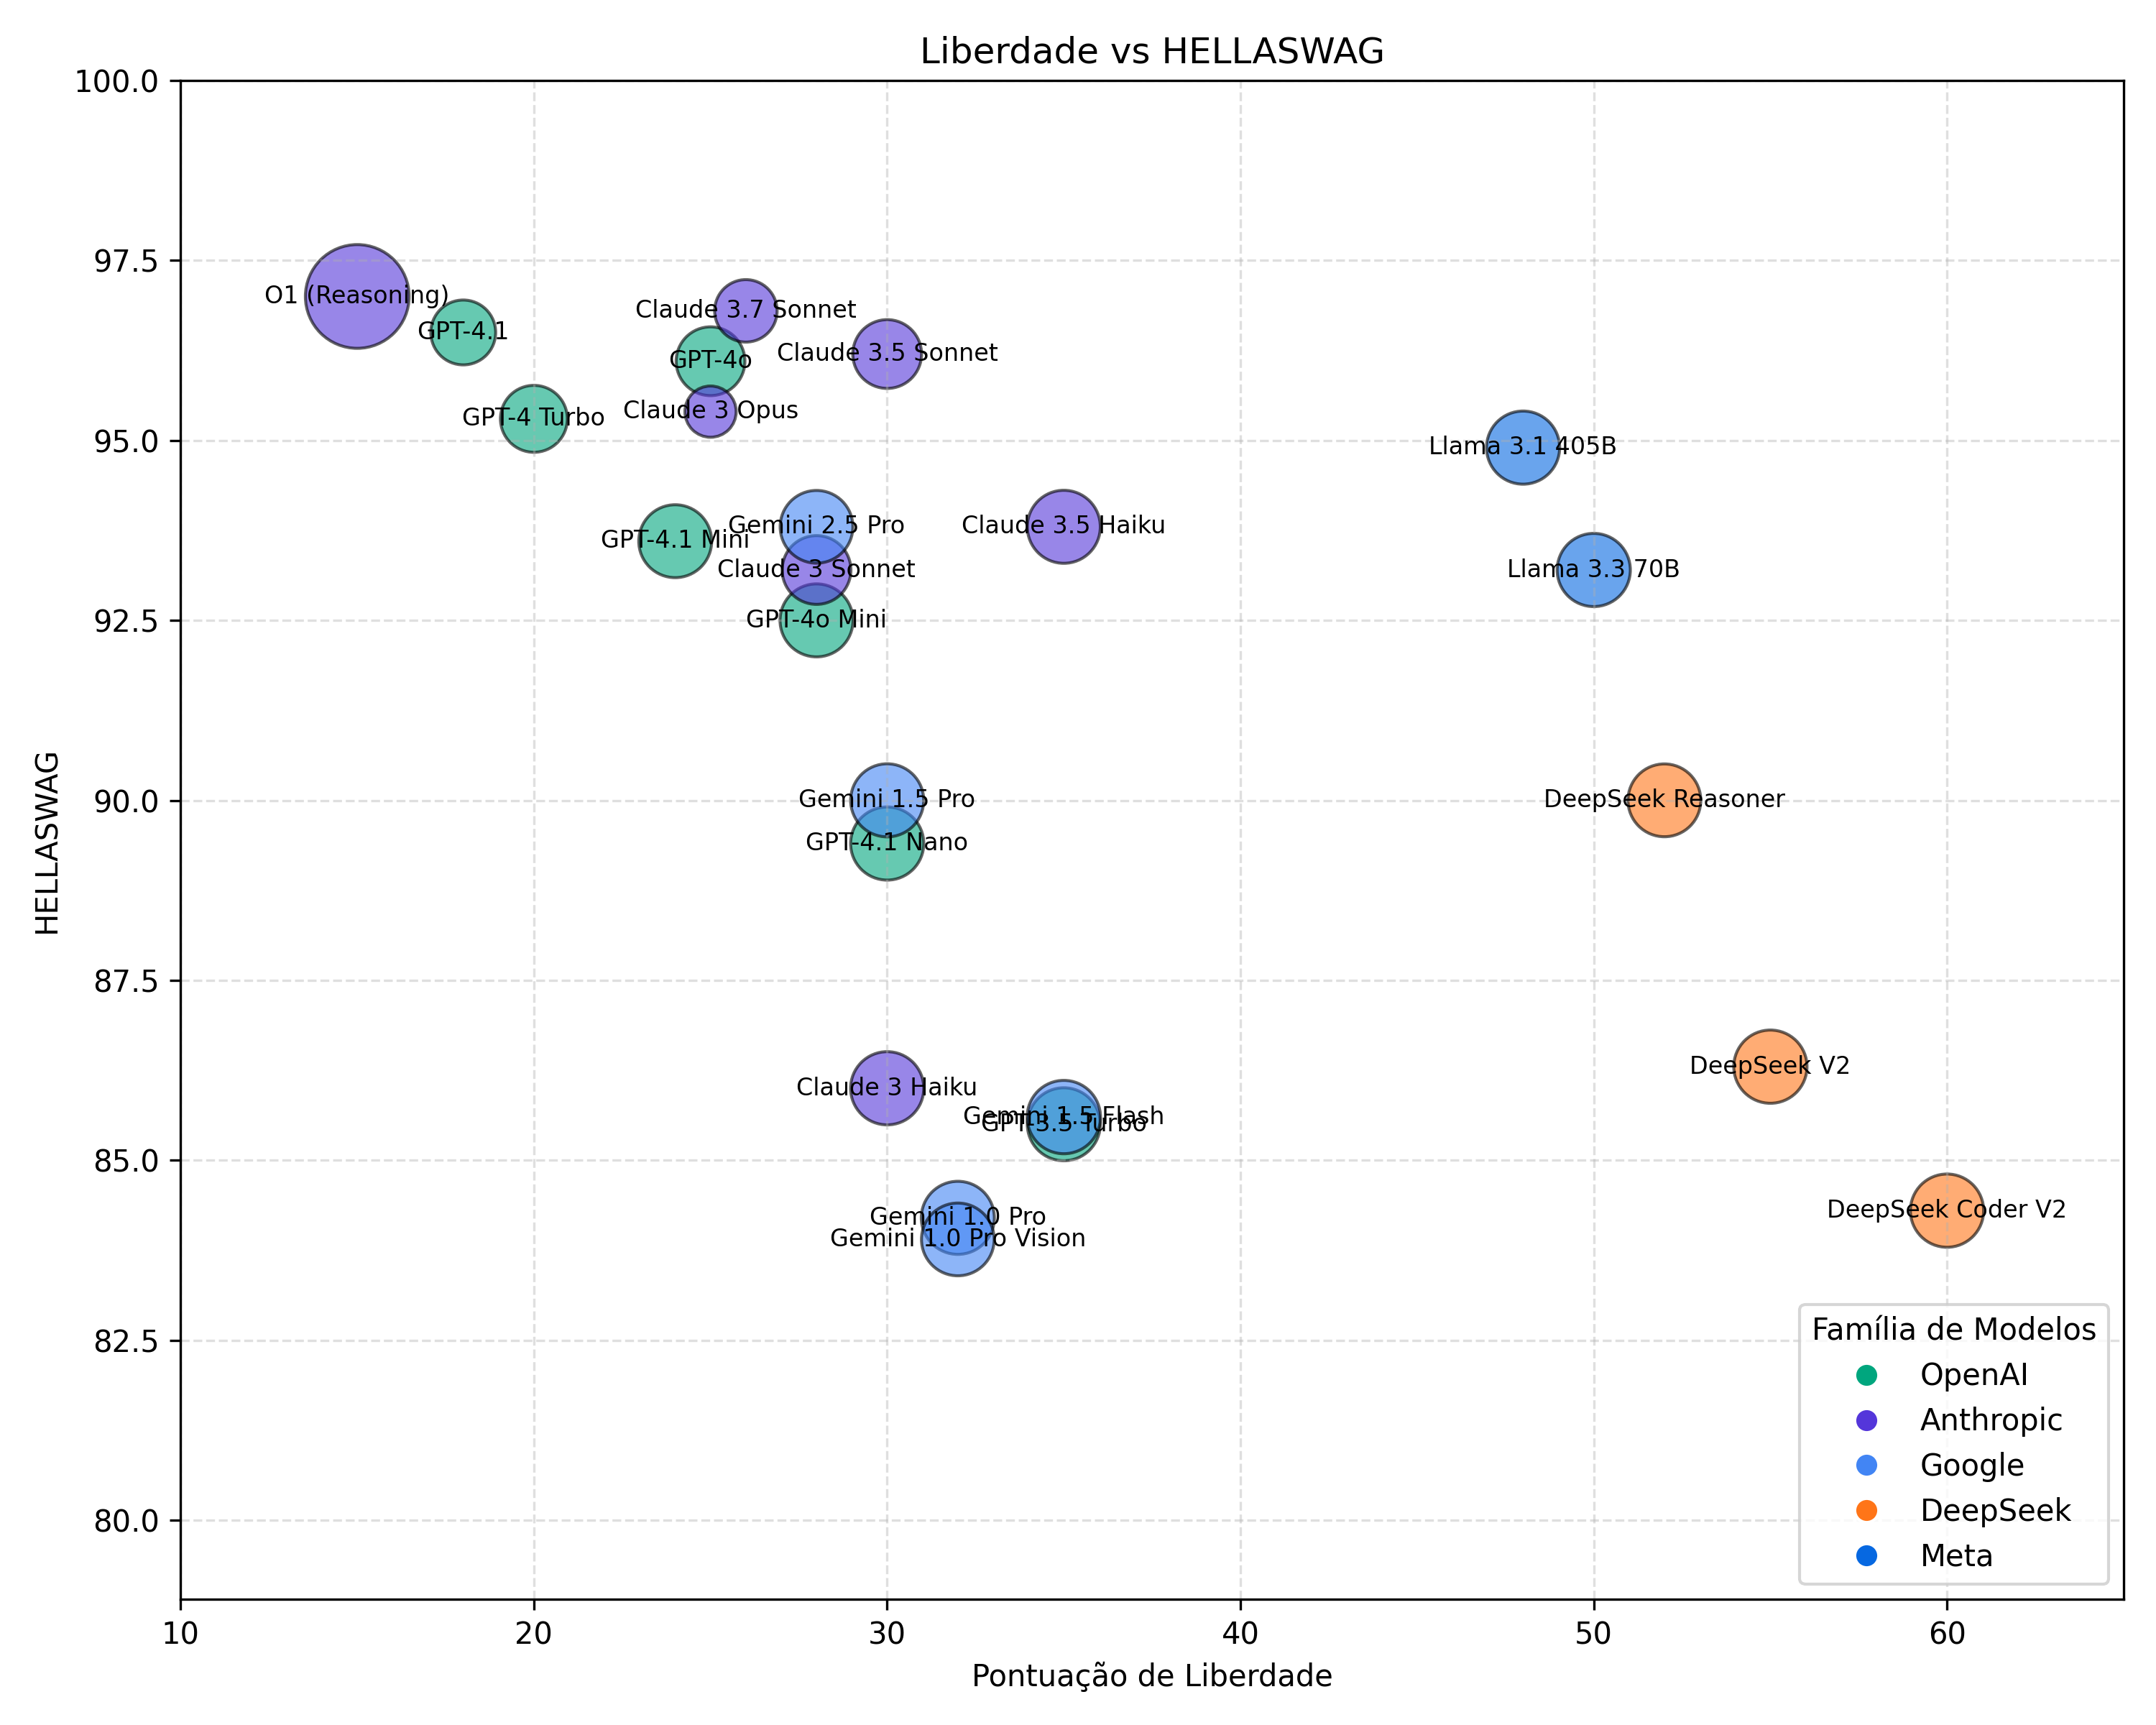 Liberdade vs HELLASWAG
100.0
97.5
95.0
92.5
90.0
87.5
85.0
82.5
80.0
HELLASWAG
O1 (Reasoning)
GPT-4.1
Claude 3.7 Sonnet
GPT-4o
Claude 3.5 Sonnet
GPT-4 Turbo
Claude 3 Opus
Llama 3.1 405B
GPT-4.1 Mini
Gemini 2.5 Pro
Claude 3.5 Haiku
Claude 3 Sonnet
Llama 3.3 70B
GPT-4o Mini
Gemini 1.5 Pro
DeepSeek Reasoner
GPT-4.1 Nano
Claude 3 Haiku
DeepSeek V2
Gemini 1.5 Flash
GPT-3.5 Turbo
Gemini 1.0 Pro
DeepSeek Coder V2
Gemini 1.0 Pro Vision
Família de Modelos
OpenAI
Anthropic
Google
DeepSeek
Meta
10 20 30 40 50 60
Pontuação de Liberdade